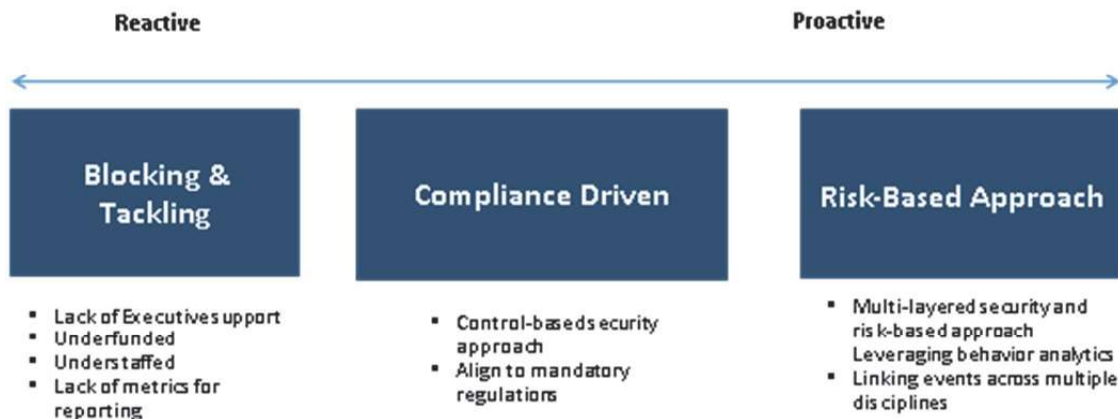 Reactive
Proactive
Blocking &
Tackling
Compliance Driven
Risk-Based Approach
▪ Lack of Executives upport
▪ Underfunded
▪ Understaffed
▪ Lack of metrics for
reporting
▪ Control-based security
approach
▪ Align to mandatory
regulations
▪ Multi-layered security and
risk-based approach
Leveraging behavior analytics
▪ Linking events across multiple
disciplines